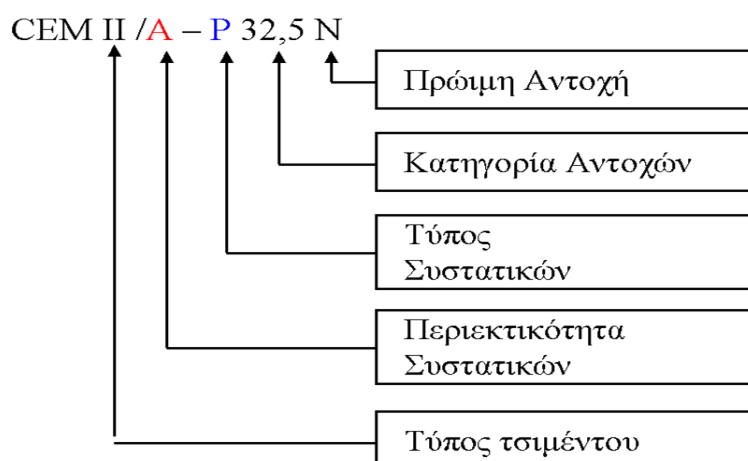 CEM II /A – P 32,5 N
Πρώιμη Αντοχή
Κατηγορία Αντοχών
Τύπος
Συστατικών
Περιεκτικότητα
Συστατικών
Τύπος τσιμέντου